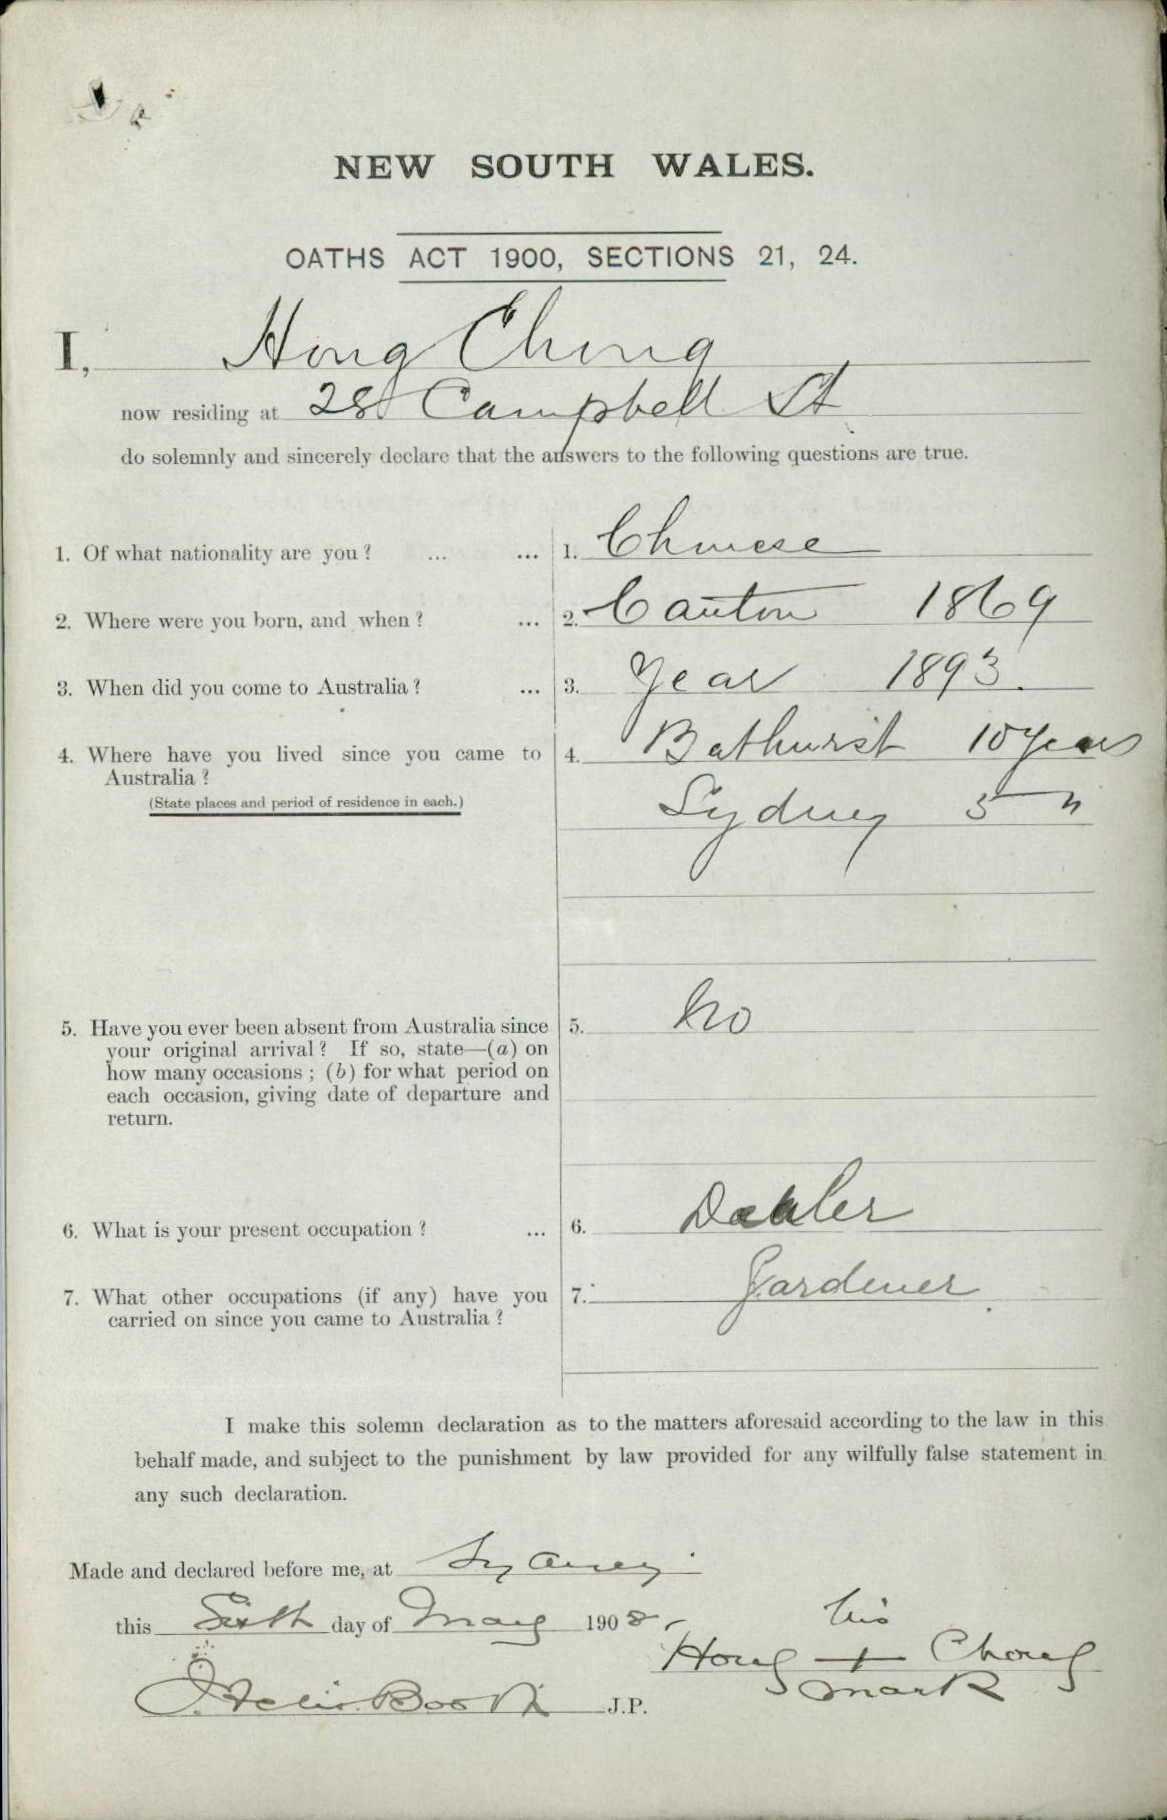 NEW SOUTH WALES.
OATHS ACT 1900, SECTIONS 21, 24.
I, Hong Chong
now residing at 28 Campbell St
do solemnly and sincerely declare that the answers to the following questions are true.
1. Of what nationality are you? ... ... 1. Chinese
2. Where were you born, and when? ... 2. Canton 1869
3. When did you come to Australia? ... 3. Year 1893.
4. Where have you lived since you came to 4. Bathurst 10 years
Australia?
(State places and period of residence in each.)
Sydney 5 "
5. Have you ever been absent from Australia since 5. No
your original arrival? If so, state—(a) on
how many occasions; (b) for what period on
each occasion, giving date of departure and
return.
6. What is your present occupation? ... 6. Dealer
7. What other occupations (if any) have you 7. Gardener
carried on since you came to Australia?
I make this solemn declaration as to the matters aforesaid according to the law in this
behalf made, and subject to the punishment by law provided for any wilfully false statement in
any such declaration.
Made and declared before me, at Sydney
this Sixth day of May 1908
his
Hong + Chong
mark
Booth J.P.